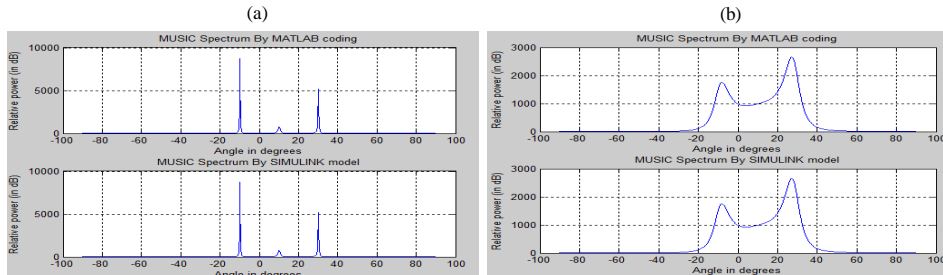 (a)
(b)
MUSIC Spectrum By MATLAB coding
Relative power (in dB)
10000
5000
0
-100 -80 -60 -40 -20 0 20 40 60 80 100
Angle in degrees
MUSIC Spectrum By SIMULINK model
Relative power (in dB)
10000
5000
0
-100 -80 -60 -40 -20 0 20 40 60 80 100
Angle in degrees
MUSIC Spectrum By MATLAB coding
Relative power (in dB)
3000
2000
1000
0
-100 -80 -60 -40 -20 0 20 40 60 80 100
Angle in degrees
MUSIC Spectrum By SIMULINK model
Relative power (in dB)
3000
2000
1000
0
-100 -80 -60 -40 -20 0 20 40 60 80 100
Angle in degrees